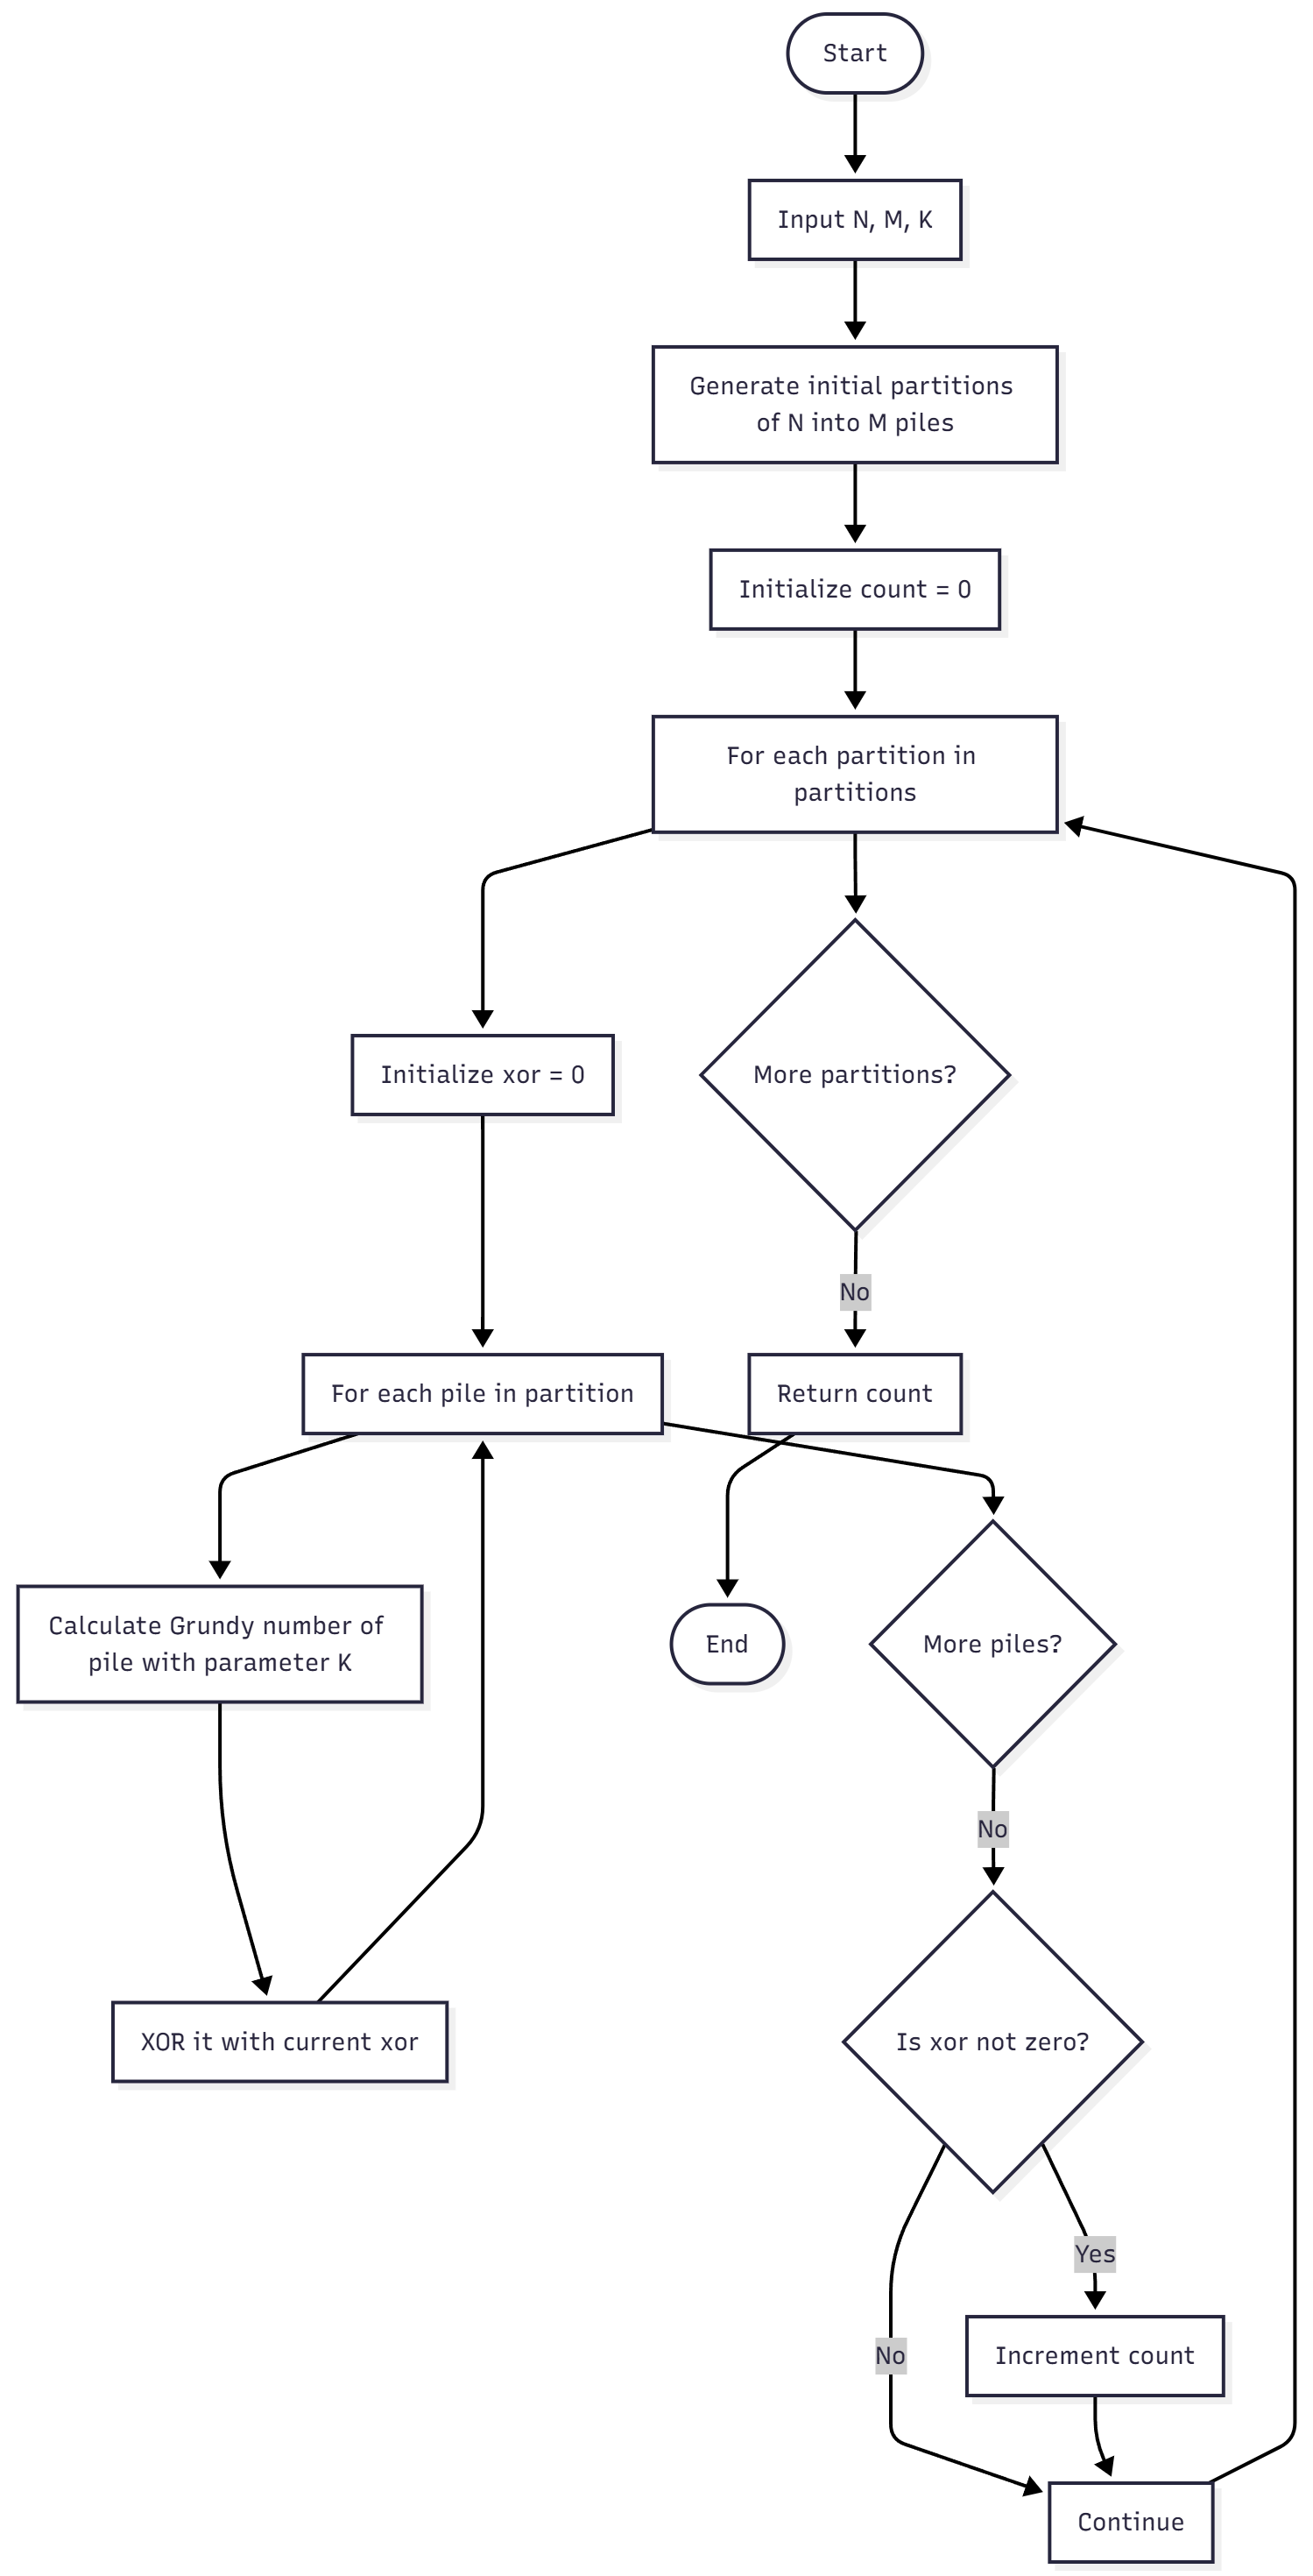 Start
Input N, M, K
Generate initial partitions
of N into M piles
Initialize count = 0
For each partition in
partitions
Initialize xor = 0
More partitions?
No
For each pile in partition
Return count
Calculate Grundy number of
pile with parameter K
End
More piles?
No
XOR it with current xor
Is xor not zero?
Yes
No
Increment count
Continue